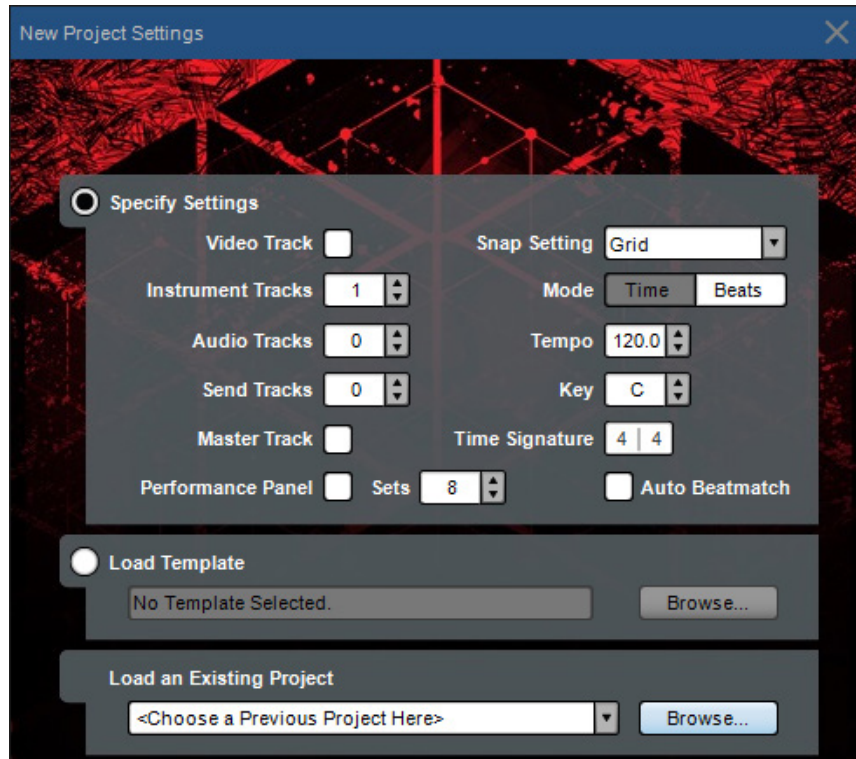 New Project Settings
Specify Settings
Video Track Snap Setting Grid
Instrument Tracks 1 Mode Time Beats
Audio Tracks 0 Tempo 120.0
Send Tracks 0 Key C
Master Track Time Signature 4 | 4
Performance Panel Sets 8 Auto Beatmatch
Load Template
No Template Selected. Browse...
Load an Existing Project
<Choose a Previous Project Here> Browse...